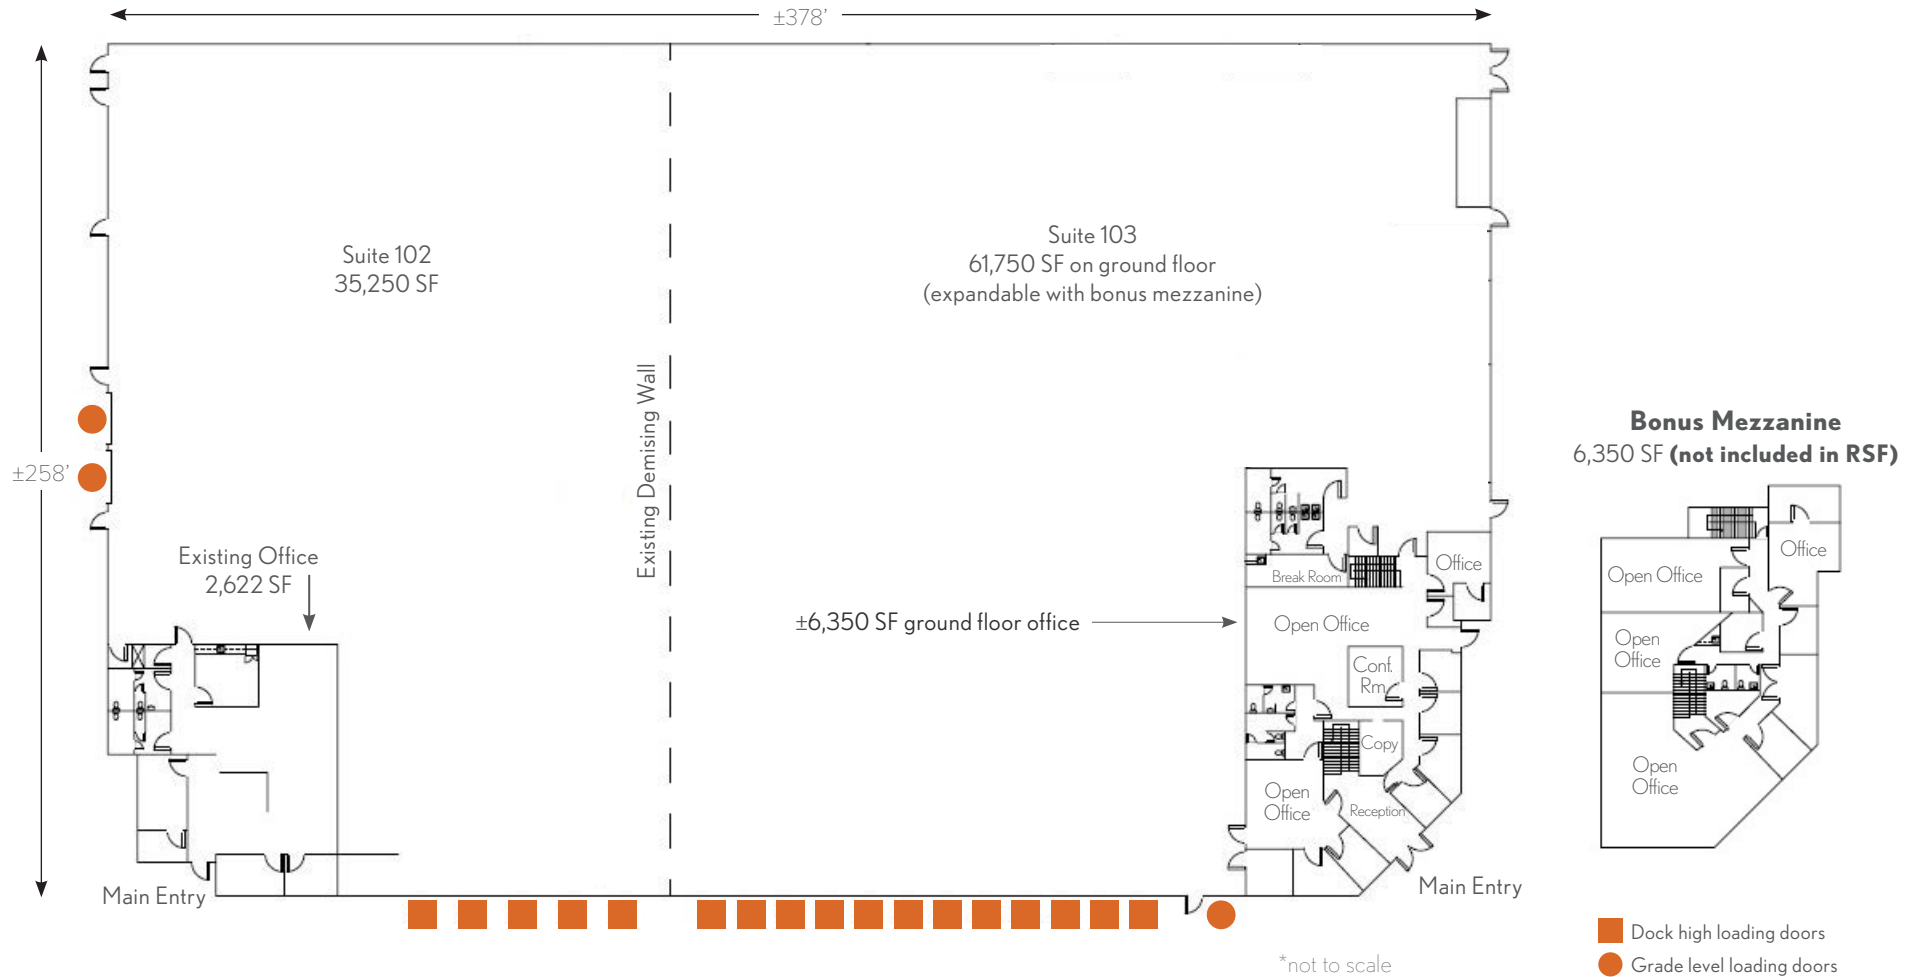 ±378’
±258’
Suite 102
35,250 SF
Suite 103
61,750 SF on ground floor
(expandable with bonus mezzanine)
Existing Demising Wall
Existing Office
2,622 SF
±6,350 SF ground floor office
Break Room
Office
Open Office
Conf.
Rm.
Copy
Open
Office
Reception
Main Entry
Main Entry
Bonus Mezzanine
6,350 SF (not included in RSF)
Office
Open Office
Open
Office
Open
Office
*not to scale
Dock high loading doors
Grade level loading doors